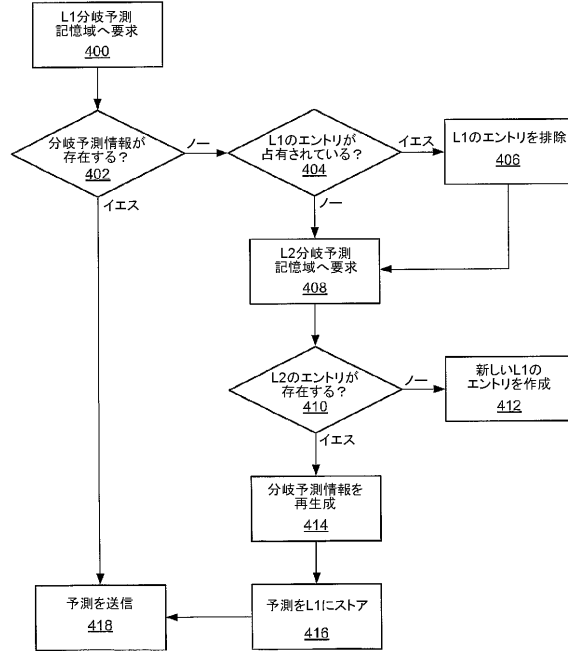 L1分岐予測
記憶域へ要求
400
分岐予測情報が
存在する?
402
ノー
イエス
L1のエントリが
占有されている?
404
イエス
ノー
L1のエントリを排除
406
L2分岐予測
記憶域へ要求
408
L2のエントリが
存在する?
410
ノー
イエス
新しいL1の
エントリを作成
412
分岐予測情報を
再生成
414
予測をL1にストア
416
予測を送信
418